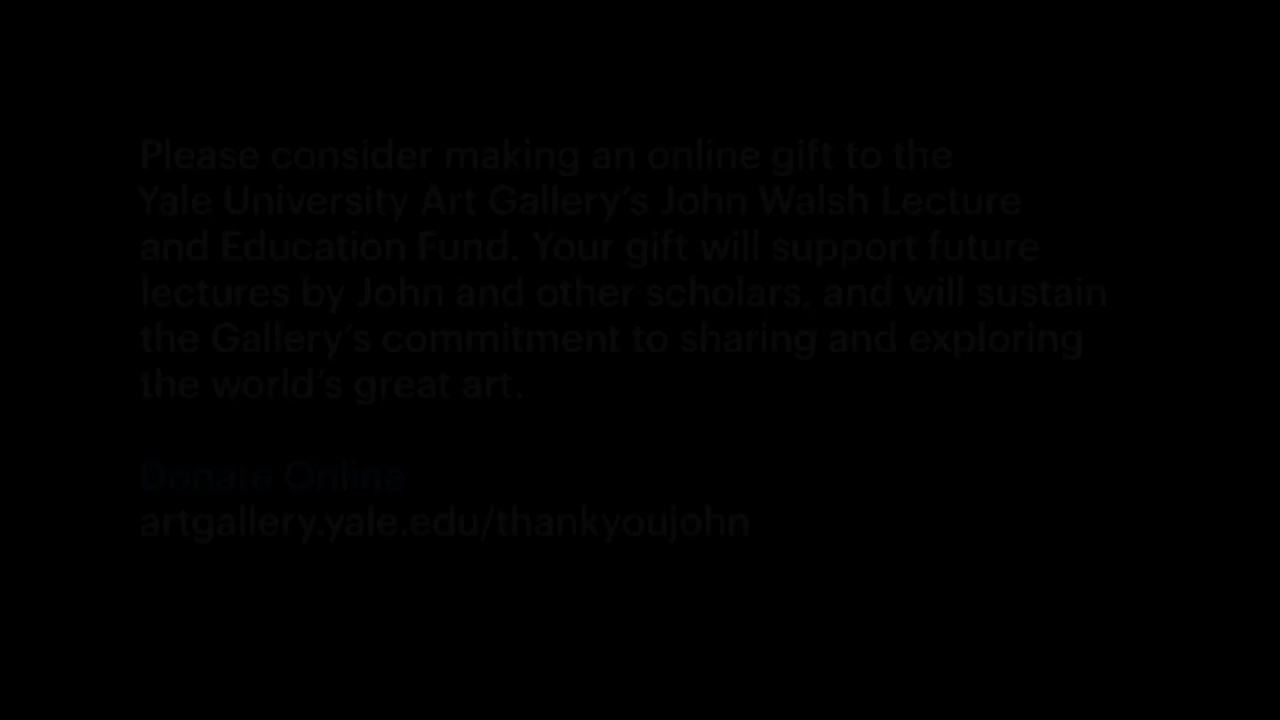 Please consider making an online gift to the
Yale University Art Gallery’s John Walsh Lecture
and Education Fund. Your gift will support future
lectures by John and other scholars, and will sustain
the Gallery’s commitment to sharing and exploring
the world’s great art.
Donate Online
artgallery.yale.edu/thankyoujohn